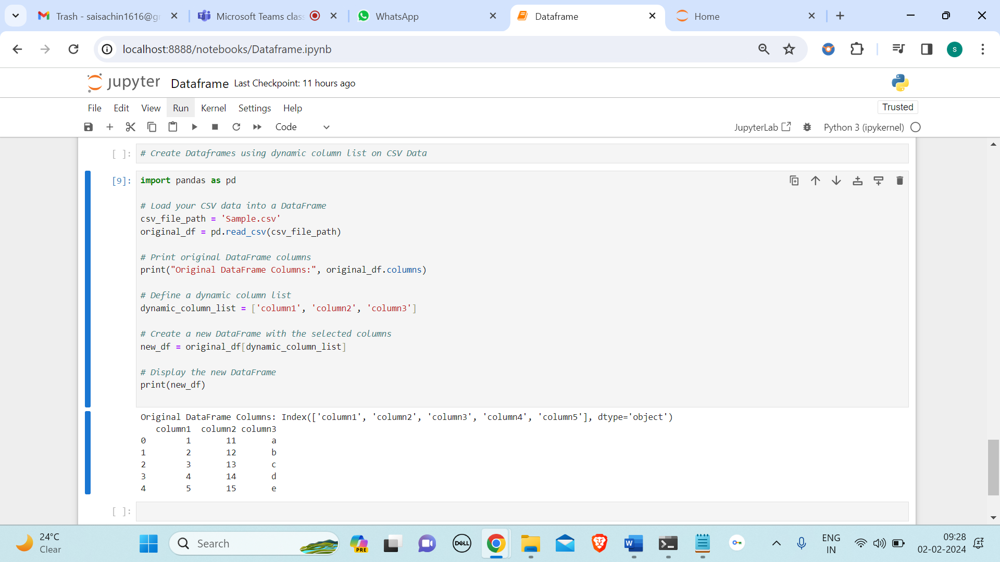 Trash - saisachin1616@g
Microsoft Teams clas
WhatsApp
Dataframe
Home
localhost:8888/notebooks/Dataframe.ipynb
s
jupyter Dataframe Last Checkpoint: 11 hours ago
File Edit View Run Kernel Settings Help
Trusted
Code
JupyterLab
Python 3 (ipykernel)
[ ]: # Create Dataframes using dynamic column list on CSV Data
[9]: import pandas as pd
# Load your CSV data into a DataFrame
csv_file_path = 'Sample.csv'
original_df = pd.read_csv(csv_file_path)
# Print original DataFrame columns
print("Original DataFrame Columns:", original_df.columns)
# Define a dynamic column list
dynamic_column_list = ['column1', 'column2', 'column3']
# Create a new DataFrame with the selected columns
new_df = original_df[dynamic_column_list]
# Display the new DataFrame
print(new_df)
Original DataFrame Columns: Index(['column1', 'column2', 'column3', 'column4', 'column5'], dtype='object')
column1 column2 column3
0 1 11 a
1 2 12 b
2 3 13 c
3 4 14 d
4 5 15 e
[ ]:
24°C
Clear
Search
PRE
DELL
W
ENG
IN
09:28
02-02-2024